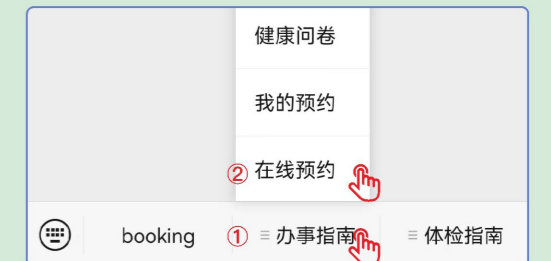 健康问卷
我的预约
② 在线预约
booking ① ≡ 办事指南 ≡ 体检指南